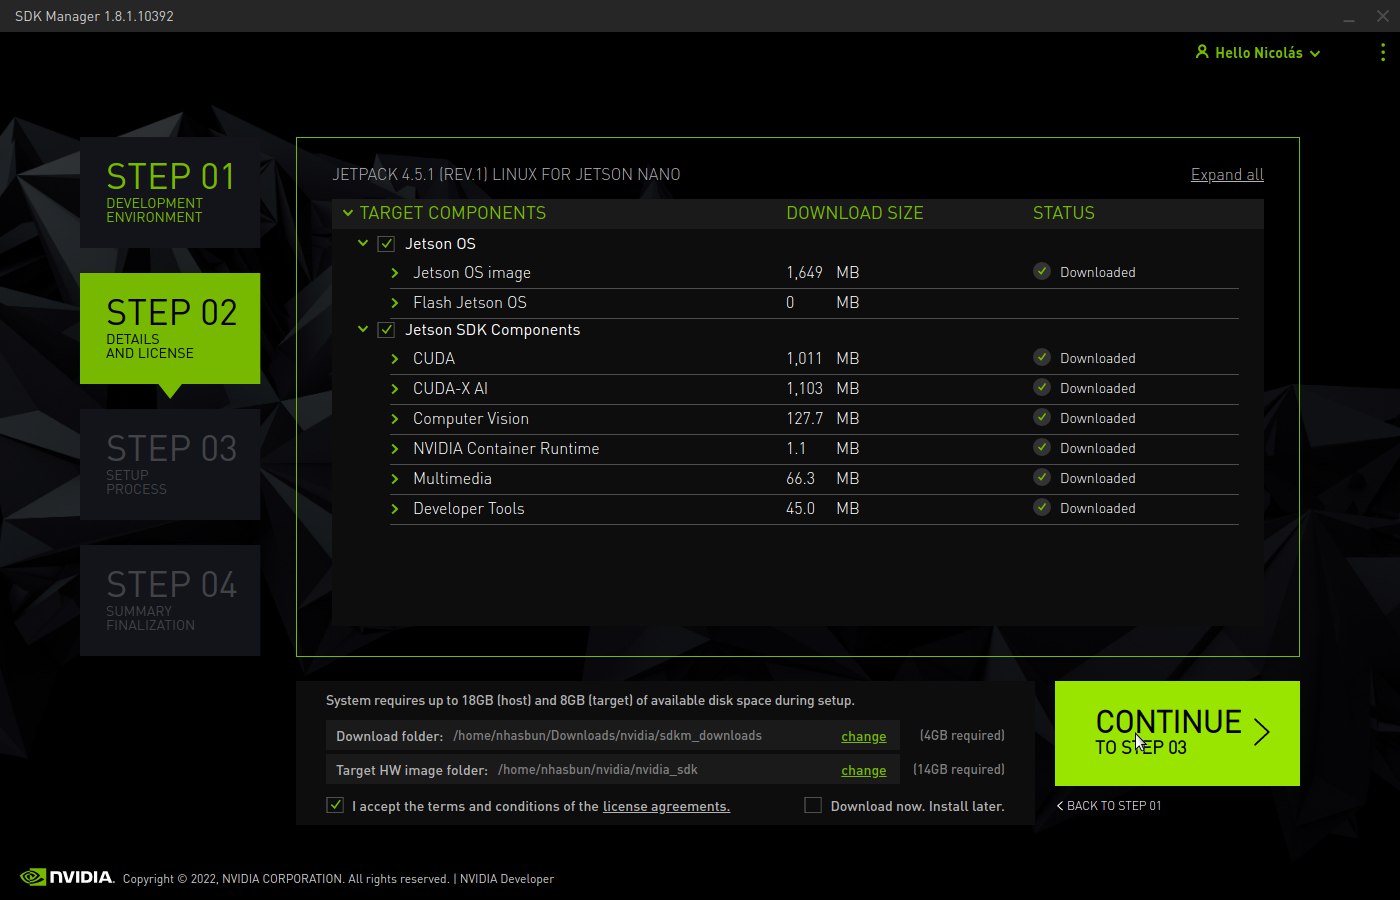 SDK Manager 1.8.1.10392
Hello Nicolás
STEP 01
DEVELOPMENT
ENVIRONMENT
STEP 02
DETAILS
AND LICENSE
STEP 03
SETUP
PROCESS
STEP 04
SUMMARY
FINALIZATION
JETPACK 4.5.1 (REV.1) LINUX FOR JETSON NANO Expand all
TARGET COMPONENTS DOWNLOAD SIZE STATUS
Jetson OS
Jetson OS image 1,649 MB Downloaded
Flash Jetson OS 0 MB
Jetson SDK Components
CUDA 1,011 MB Downloaded
CUDA-X AI 1,103 MB Downloaded
Computer Vision 127.7 MB Downloaded
NVIDIA Container Runtime 1.1 MB Downloaded
Multimedia 66.3 MB Downloaded
Developer Tools 45.0 MB Downloaded
System requires up to 18GB (host) and 8GB (target) of available disk space during setup.
Download folder: /home/nhasbun/Downloads/nvidia/sdkm_downloads change (4GB required)
Target HW image folder: /home/nhasbun/nvidia/nvidia_sdk change (14GB required)
I accept the terms and conditions of the license agreements. Download now. Install later.
CONTINUE
TO STEP 03
BACK TO STEP 01
NVIDIA. Copyright © 2022, NVIDIA CORPORATION. All rights reserved. | NVIDIA Developer